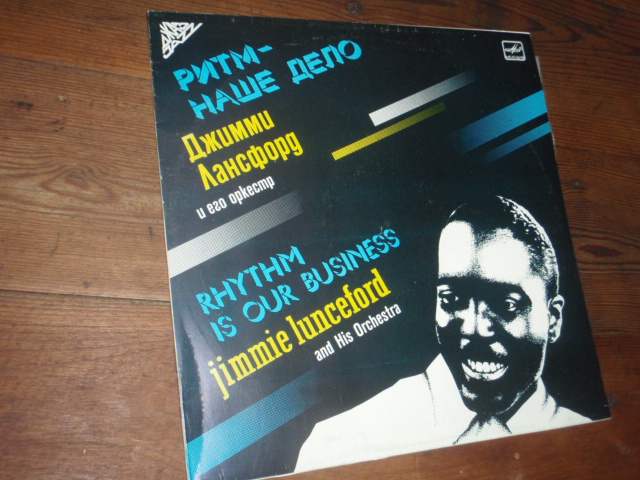 РИТМ-
НАШЕ ДЕЛО
Джимми
Лансфорд
и его оркестр
RHYTHM
IS OUR BUSINESS
jimmie lunceford
and His Orchestra